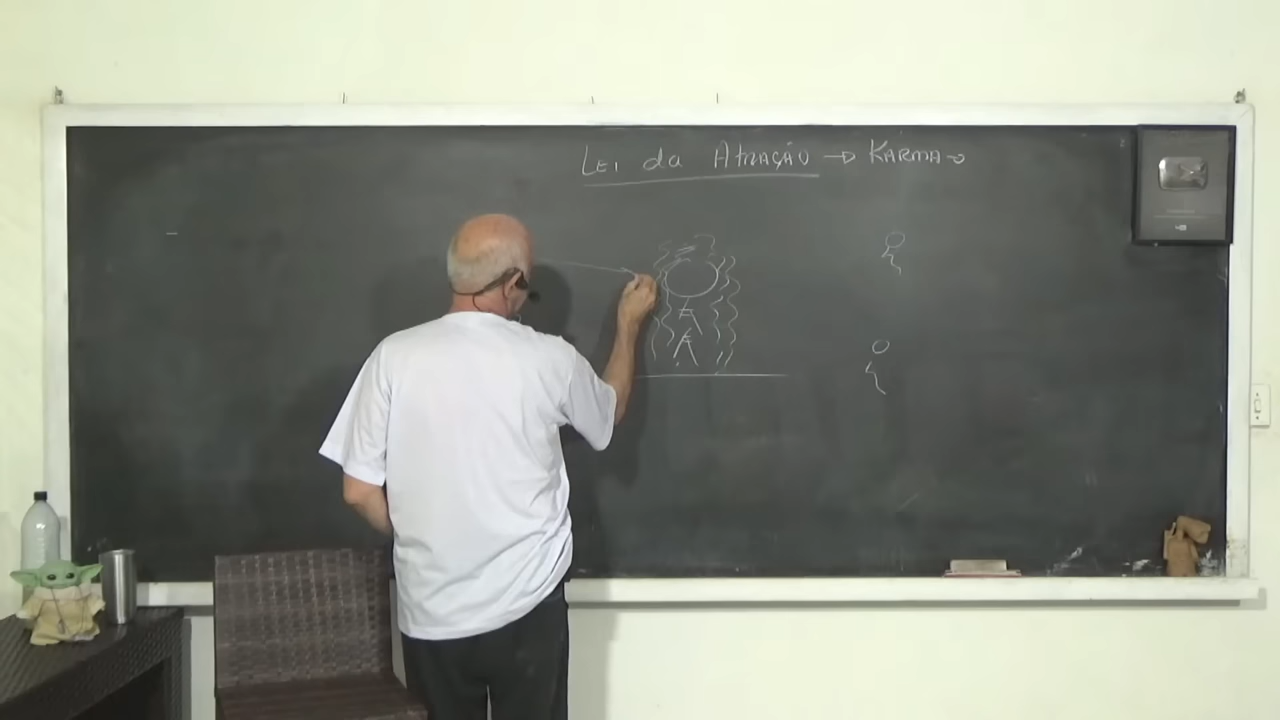 LEI da ATRAÇÃO → KARMA →